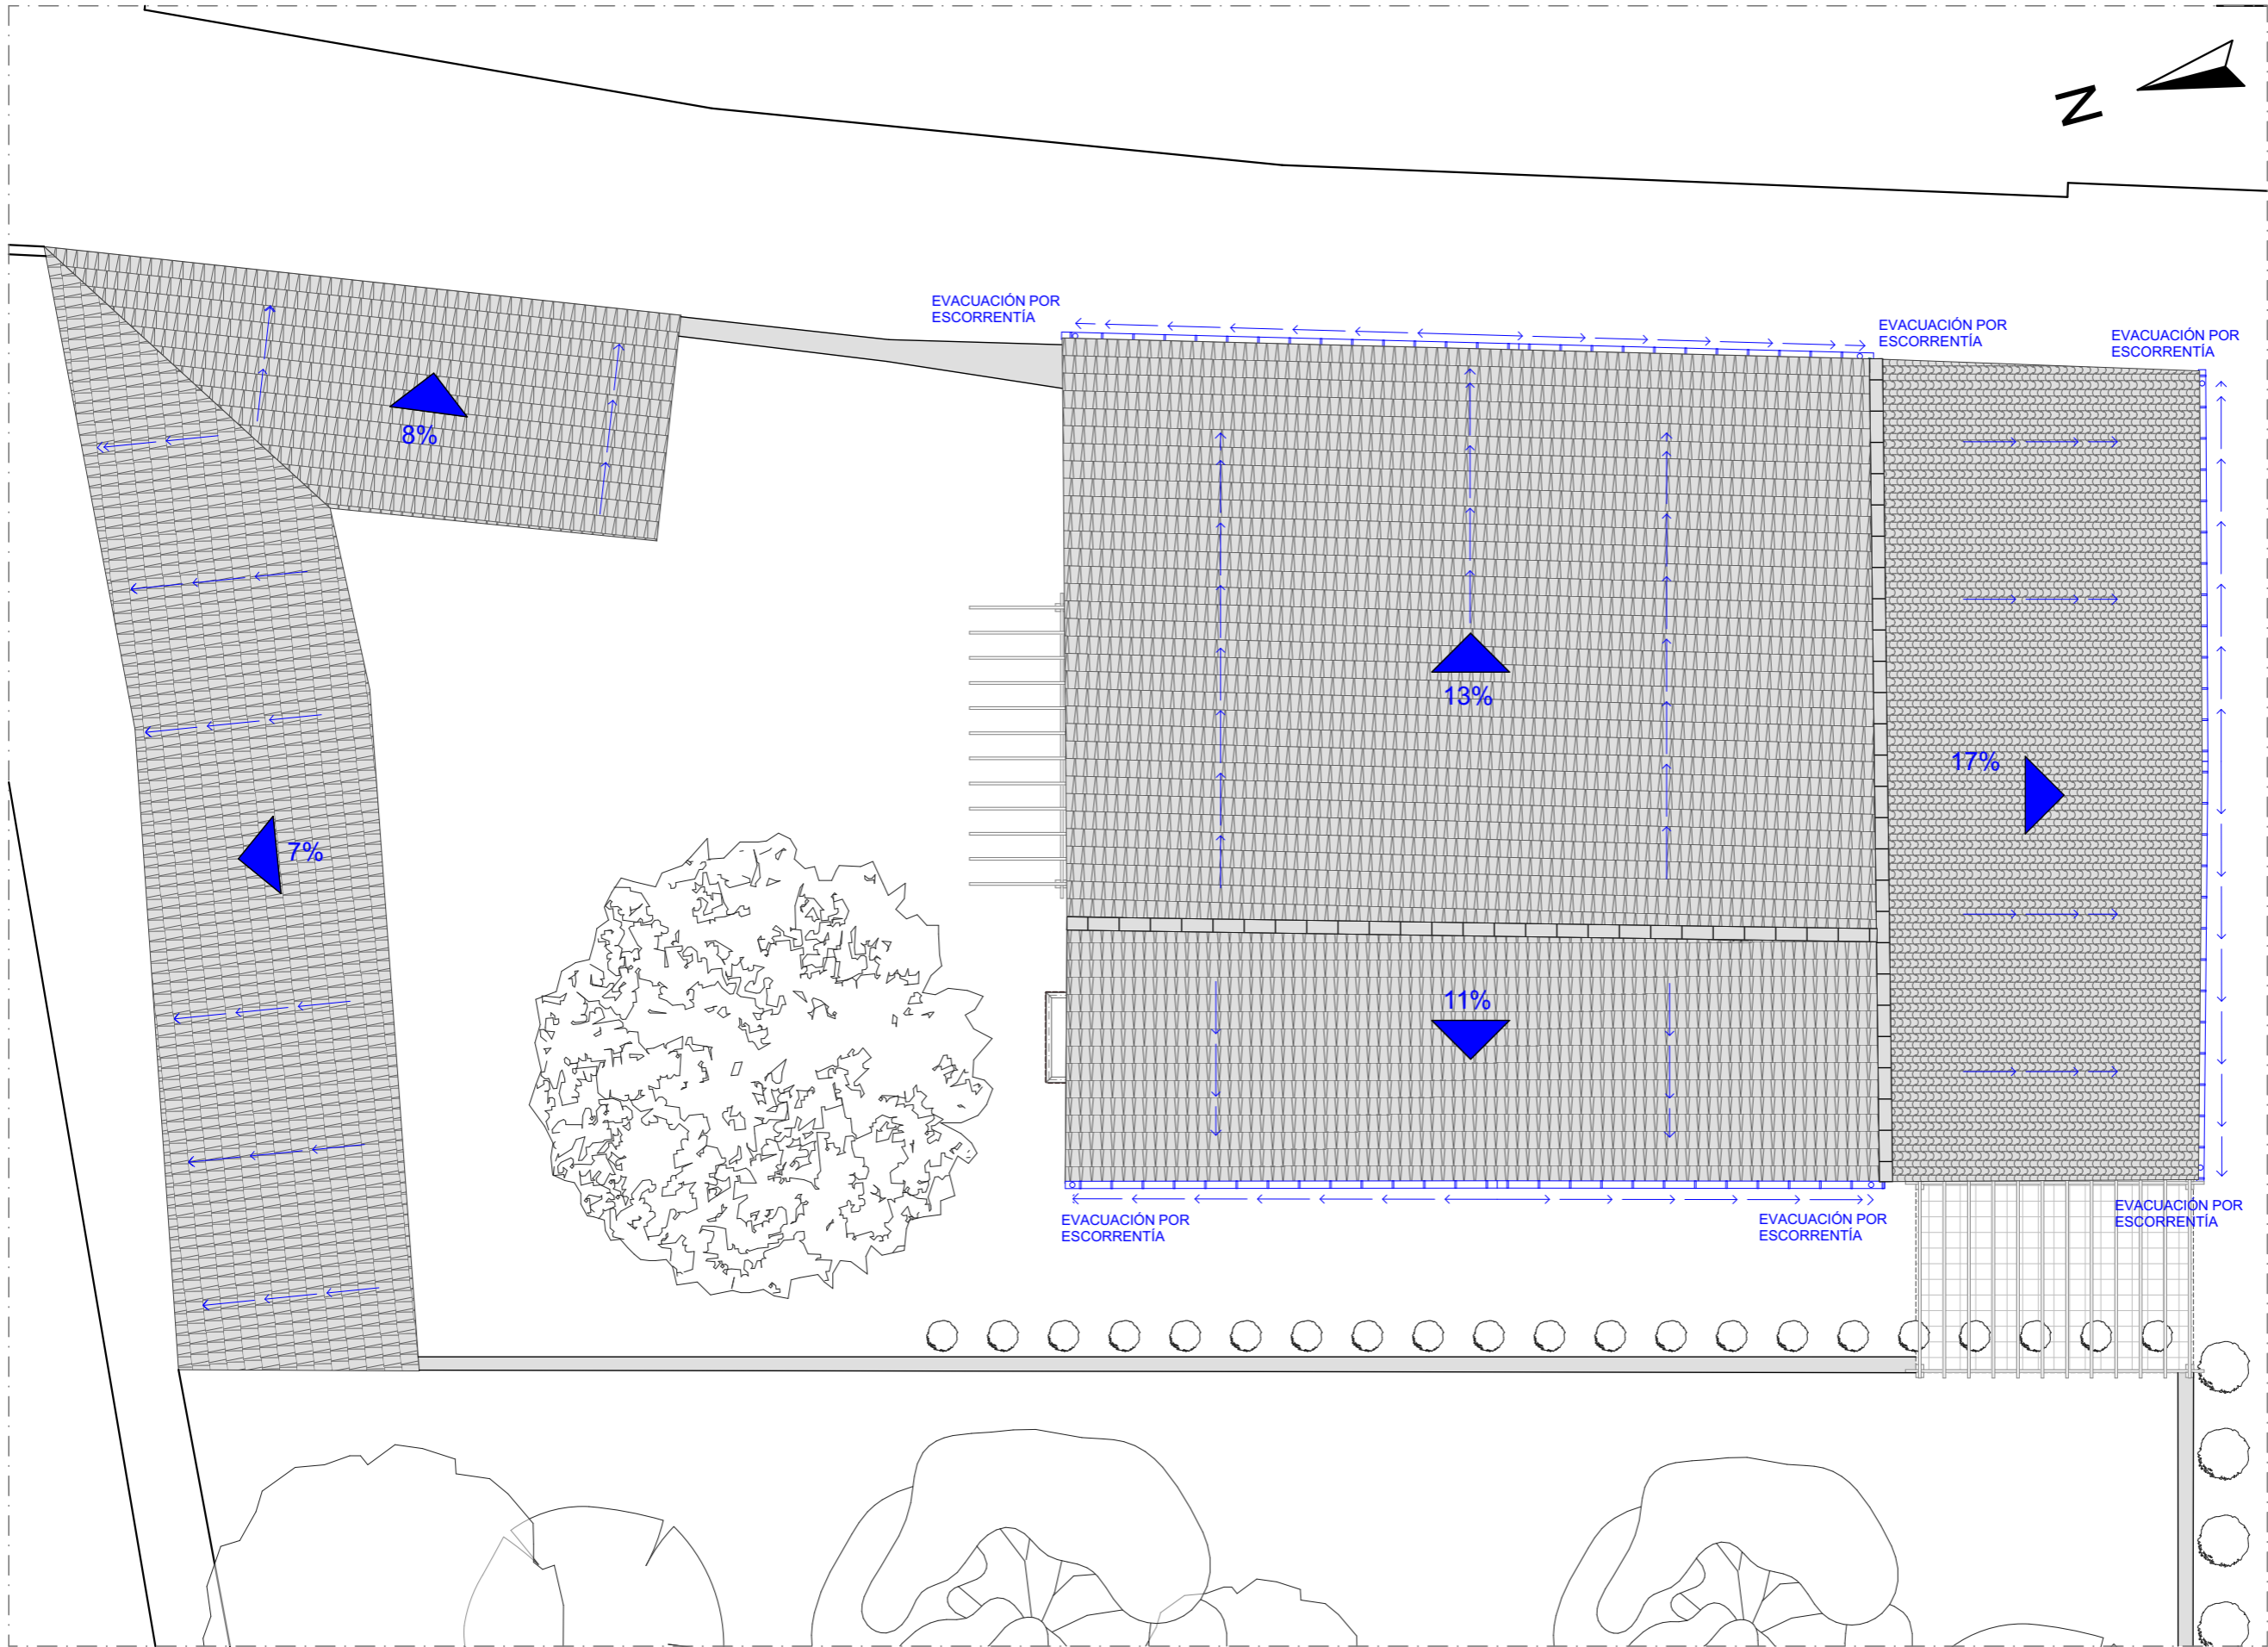 N
EVACUACIÓN POR
ESCORRENTÍA
EVACUACIÓN POR
ESCORRENTÍA
EVACUACIÓN POR
ESCORRENTÍA
8%
13%
17%
7%
11%
EVACUACIÓN POR
ESCORRENTÍA
EVACUACIÓN POR
ESCORRENTÍA
EVACUACIÓN POR
ESCORRENTÍA